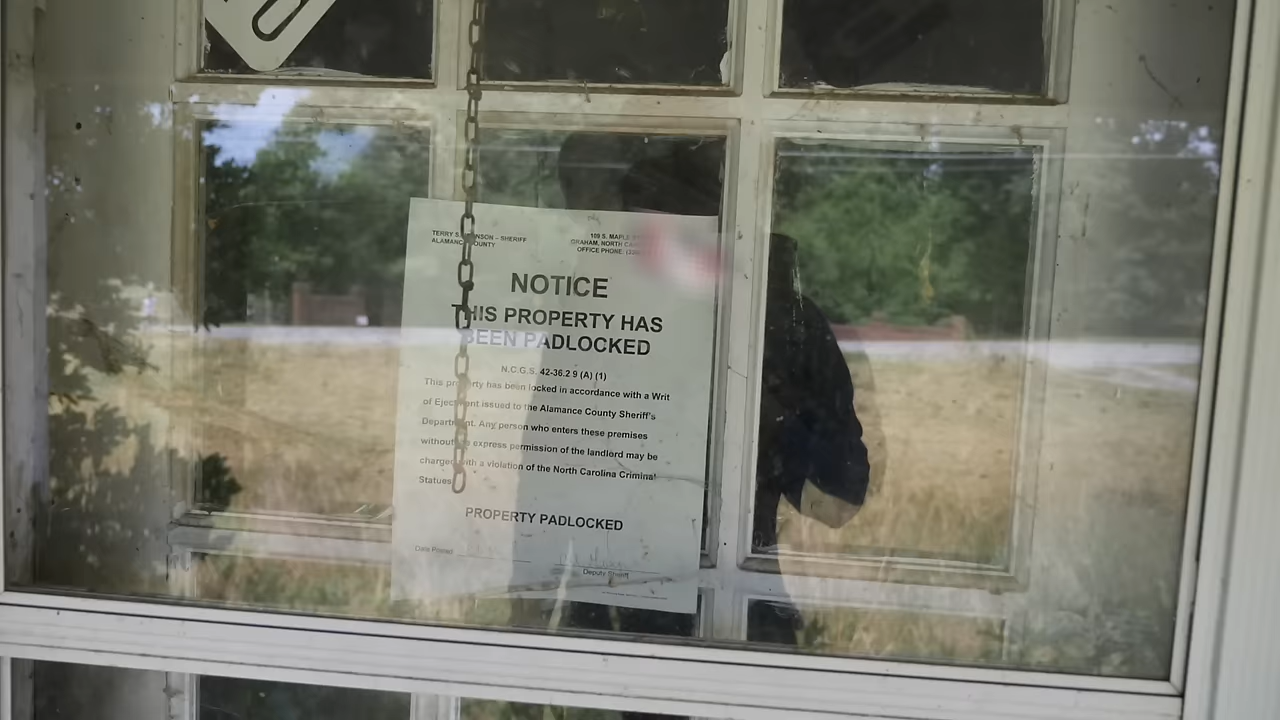 TERRY S. JOHNSON – SHERIFF
ALAMANCE COUNTY
109 S. MAPLE
GRAHAM, NORTH
OFFICE PHONE:
NOTICE
THIS PROPERTY HAS
BEEN PADLOCKED
N.C.G.S. 42-36.2 9 (A) (1)
This property has been locked in accordance with a Writ
of Ejectment issued to the Alamance County Sheriff's
Department. Any person who enters these premises
without the express permission of the landlord may be
charged with a violation of the North Carolina Criminal
Statues
PROPERTY PADLOCKED
Date Posted
Deputy Sheriff